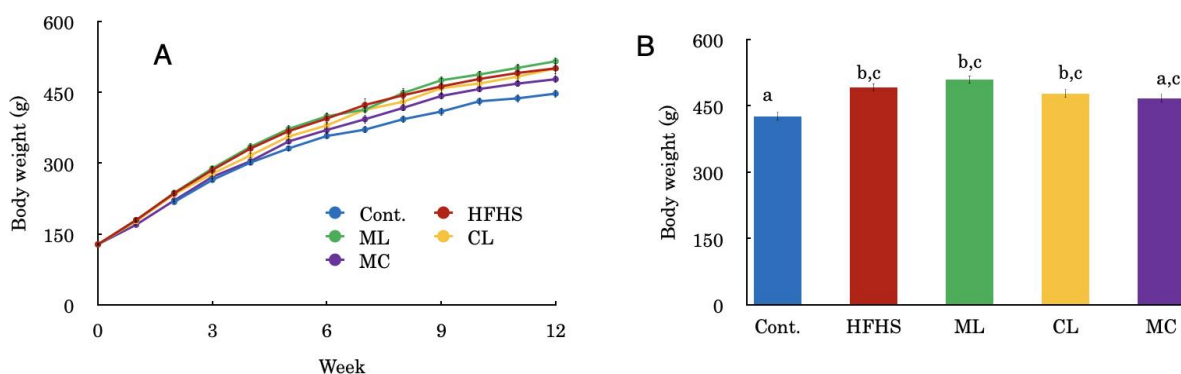 A
Body weight (g)
600
450
300
150
0
0 3 6 9 12
Week
Cont. HFHS
ML CL
MC
B
Body weight (g)
600
450
300
150
0
a b,c b,c b,c a,c
Cont. HFHS ML CL MC